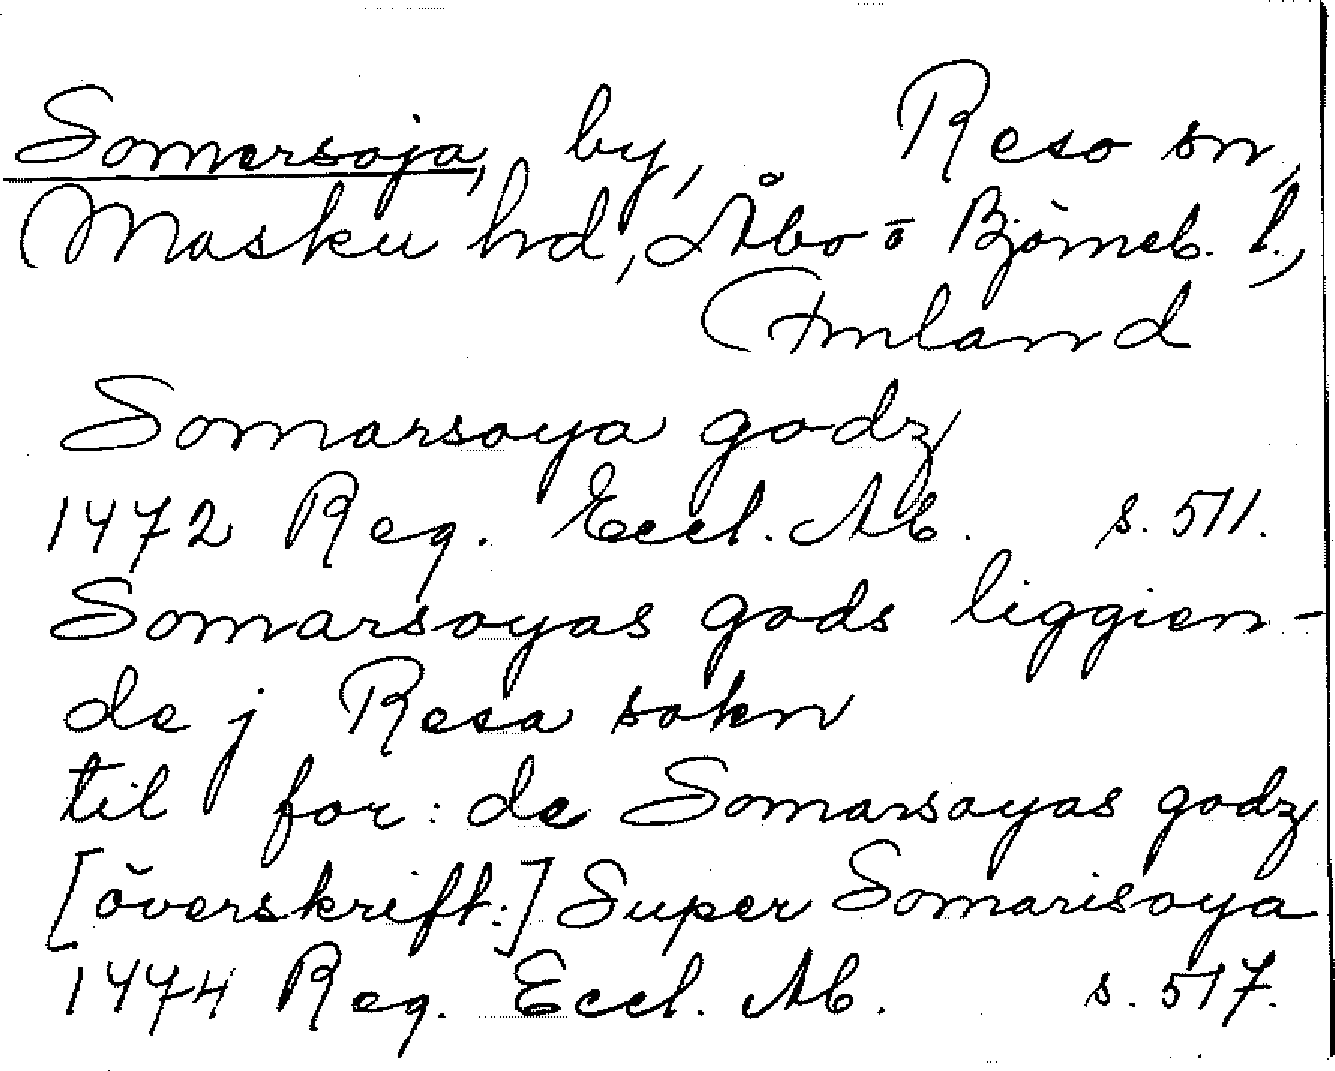 Somersoja, by, Reso sn,
Masku hd, Åbo o Björneb. l.,
Finland
Somarsoya godz
1472 Reg. Eccl. Ab. s. 511.
Somarsoyas gods liggien-
de j Resa sokn
til for: de Somarsoyas godz
[överskrift:] Super Somarisoya
1474 Reg. Eccl. Ab. s. 517.